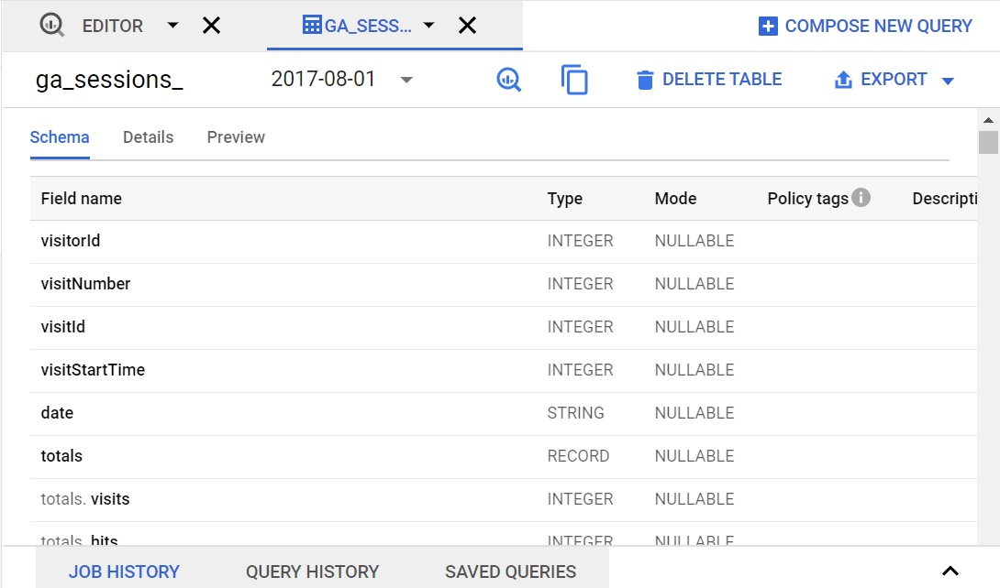 EDITOR GA_SESS... COMPOSE NEW QUERY
ga_sessions_ 2017-08-01 DELETE TABLE EXPORT
Schema Details Preview
Field name Type Mode Policy tags Descripti
visitorId INTEGER NULLABLE
visitNumber INTEGER NULLABLE
visitId INTEGER NULLABLE
visitStartTime INTEGER NULLABLE
date STRING NULLABLE
totals RECORD NULLABLE
totals. visits INTEGER NULLABLE
totals. hits INTEGER NULLABLE
JOB HISTORY QUERY HISTORY SAVED QUERIES